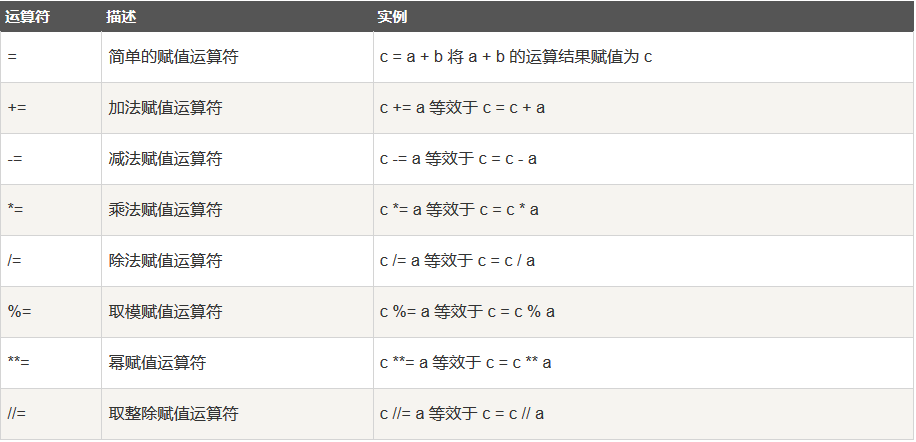 运算符 描述 实例
= 简单的赋值运算符 c = a + b 将 a + b 的运算结果赋值为 c
+= 加法赋值运算符 c += a 等效于 c = c + a
-= 减法赋值运算符 c -= a 等效于 c = c - a
*= 乘法赋值运算符 c *= a 等效于 c = c * a
/= 除法赋值运算符 c /= a 等效于 c = c / a
%= 取模赋值运算符 c %= a 等效于 c = c % a
**= 幂赋值运算符 c **= a 等效于 c = c ** a
//= 取整除赋值运算符 c //= a 等效于 c = c // a